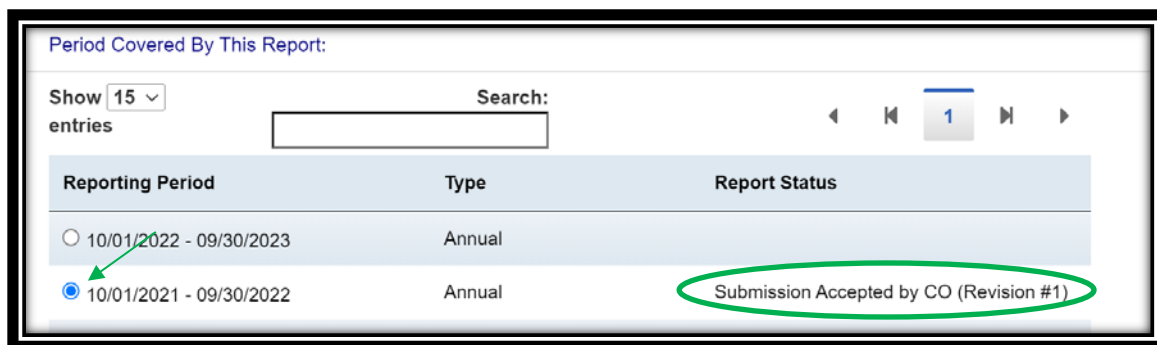 Period Covered By This Report:
Show 15
entries
Search:
1
Reporting Period Type Report Status
10/01/2022 - 09/30/2023 Annual
10/01/2021 - 09/30/2022 Annual Submission Accepted by CO (Revision #1)